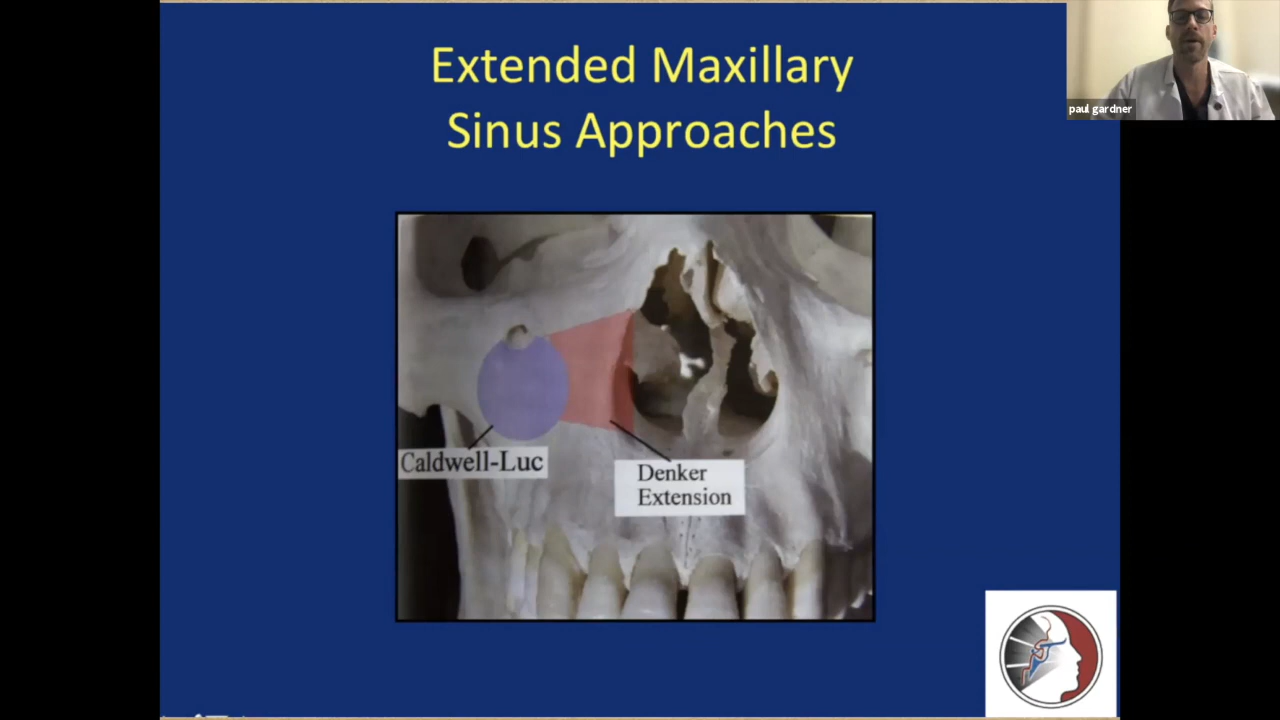 Extended Maxillary
Sinus Approaches
paul gardner
Caldwell-Luc
Denker
Extension